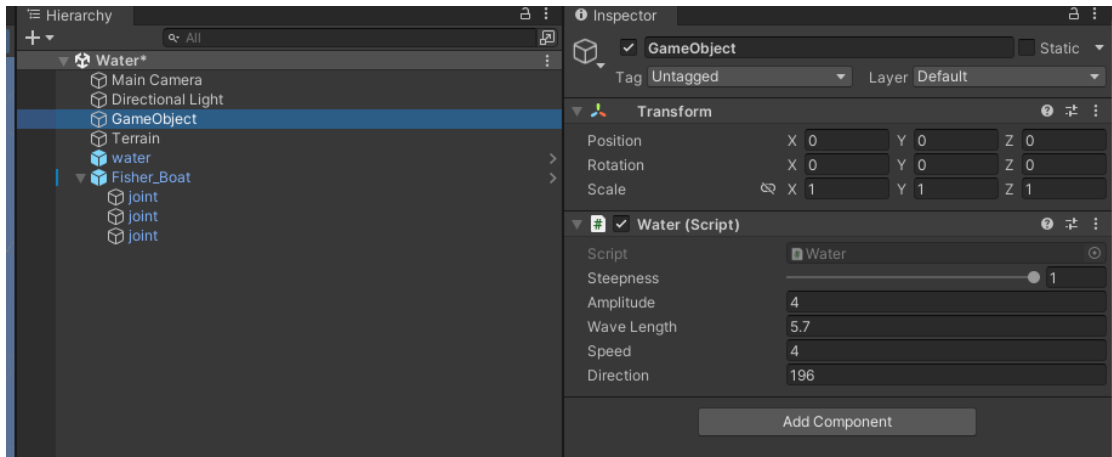 Hierarchy
All
Water*
Main Camera
Directional Light
GameObject
Terrain
water
Fisher_Boat
joint
joint
joint
Inspector
GameObject
Static
Tag Untagged Layer Default
Transform
Position X 0 Y 0 Z 0
Rotation X 0 Y 0 Z 0
Scale X 1 Y 1 Z 1
# Water (Script)
Script Water
Steepness 1
Amplitude 4
Wave Length 5.7
Speed 4
Direction 196
Add Component